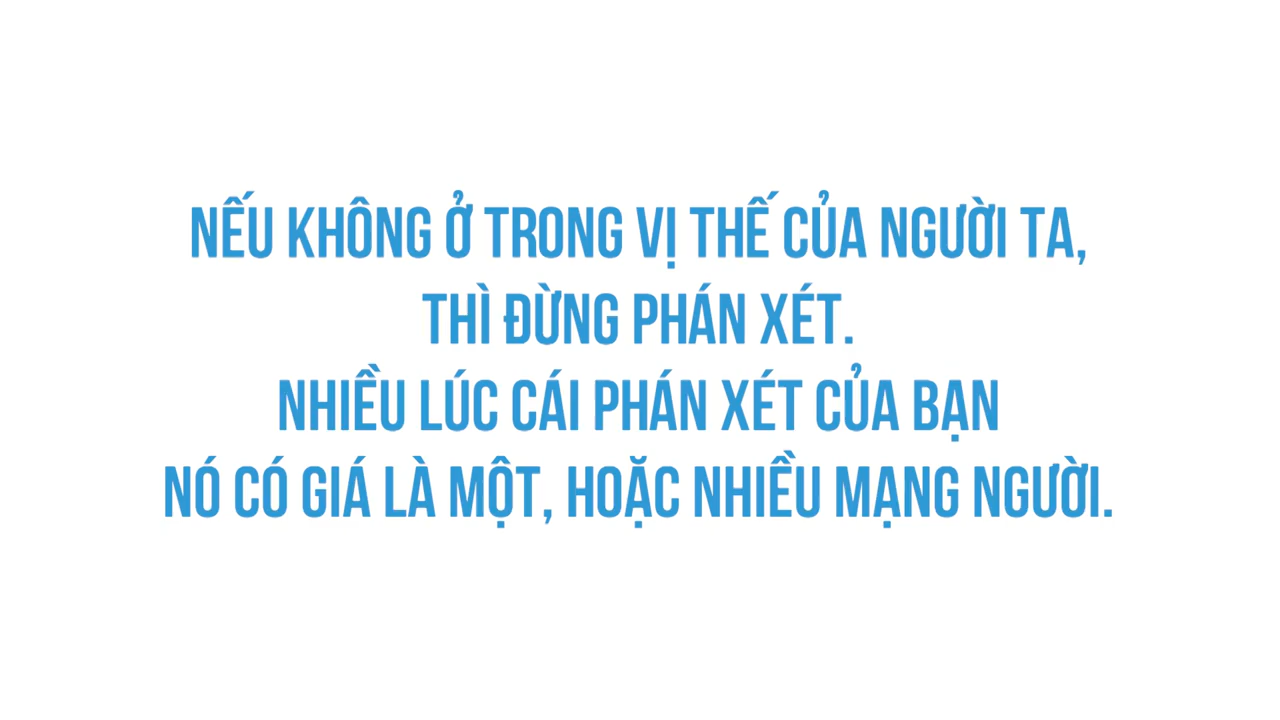 NẾU KHÔNG Ở TRONG VỊ THẾ CỦA NGƯỜI TA,
THÌ ĐỪNG PHÁN XÉT.
NHIỀU LÚC CÁI PHÁN XÉT CỦA BẠN
NÓ CÓ GIÁ LÀ MỘT, HOẶC NHIỀU MẠNG NGƯỜI.